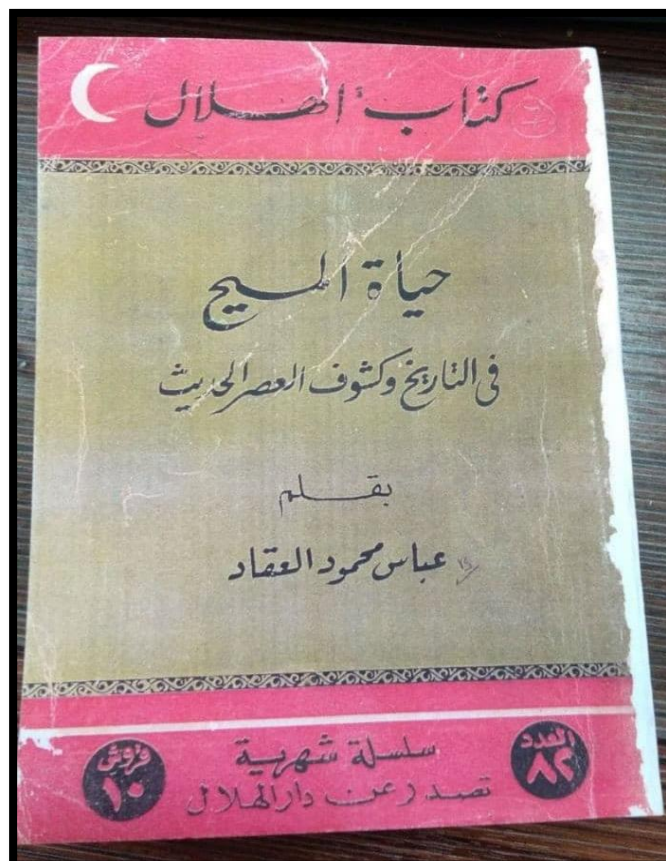 كتاب الهلال
حياة المسيح
فى التاريخ وكشوف العصر الحديث
بقلم
عباس محمود العقاد
العدد
٨٢
سلسلة شهرية
تصدر عن دار الهلال
قروش
١٠